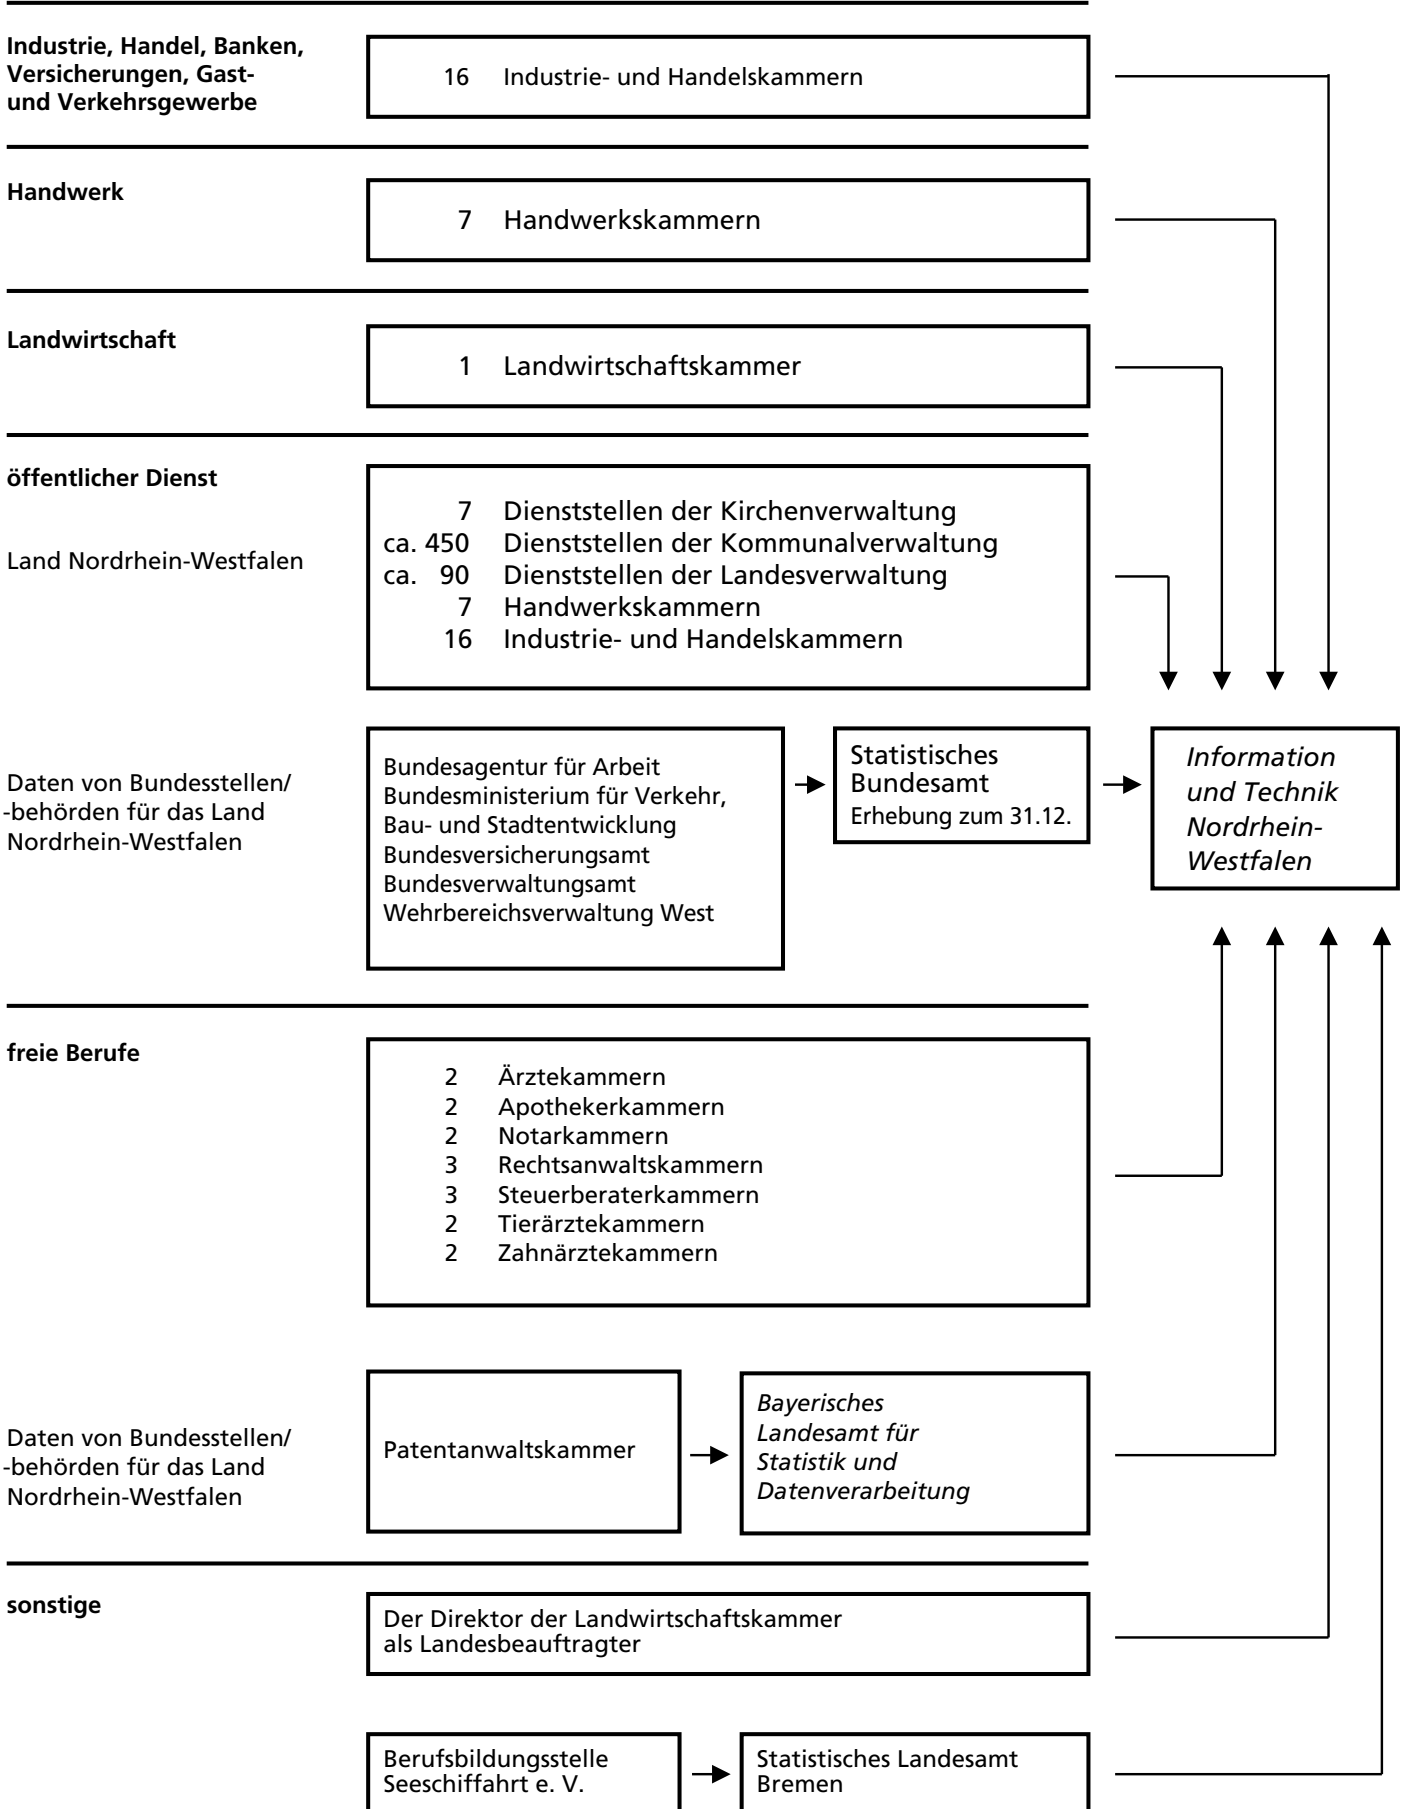 Industrie, Handel, Banken,
Versicherungen, Gast-
und Verkehrsgewerbe
16 Industrie- und Handelskammern
Handwerk
7 Handwerkskammern
Landwirtschaft
1 Landwirtschaftskammer
öffentlicher Dienst
Land Nordrhein-Westfalen
7 Dienststellen der Kirchenverwaltung
ca. 450 Dienststellen der Kommunalverwaltung
ca. 90 Dienststellen der Landesverwaltung
7 Handwerkskammern
16 Industrie- und Handelskammern
Daten von Bundesstellen/
-behörden für das Land
Nordrhein-Westfalen
Bundesagentur für Arbeit
Bundesministerium für Verkehr,
Bau- und Stadtentwicklung
Bundesversicherungsamt
Bundesverwaltungsamt
Wehrbereichsverwaltung West
Statistisches
Bundesamt
Erhebung zum 31.12.
Information
und Technik
Nordrhein-
Westfalen
freie Berufe
2 Ärztekammern
2 Apothekerkammern
2 Notarkammern
3 Rechtsanwaltskammern
3 Steuerberaterkammern
2 Tierärztekammern
2 Zahnärztekammern
Daten von Bundesstellen/
-behörden für das Land
Nordrhein-Westfalen
Patentanwaltskammer
Bayerisches
Landesamt für
Statistik und
Datenverarbeitung
sonstige
Der Direktor der Landwirtschaftskammer
als Landesbeauftragter
Berufsbildungsstelle
Seeschiffahrt e. V.
Statistisches Landesamt
Bremen